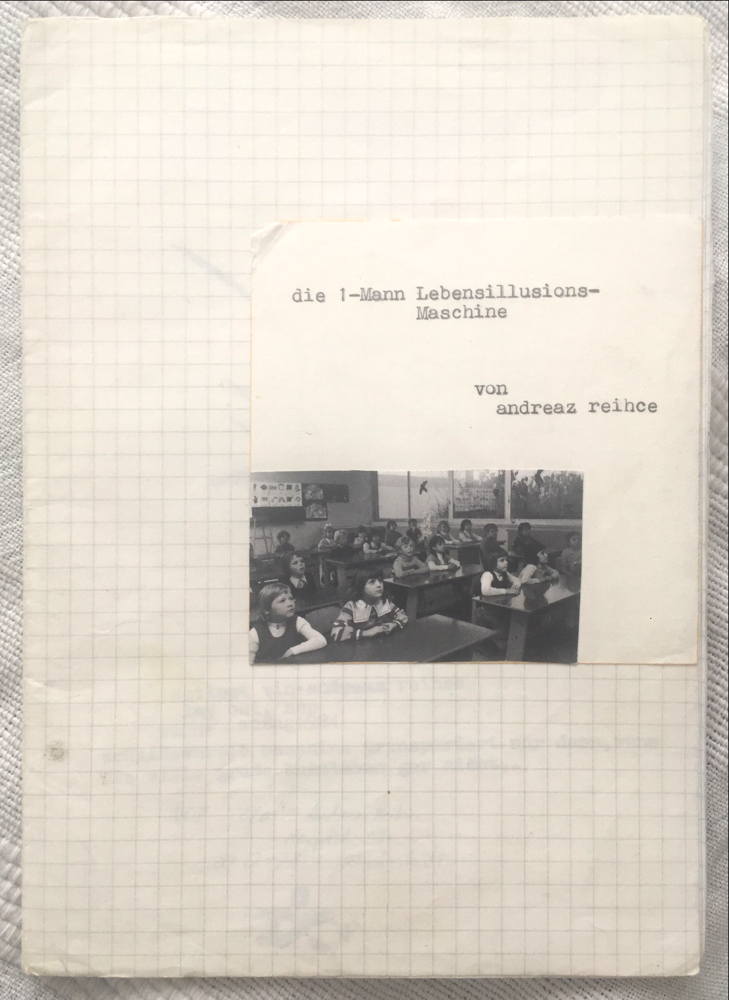 die 1-Mann Lebensillusions-
Maschine
von
andreaz reihce